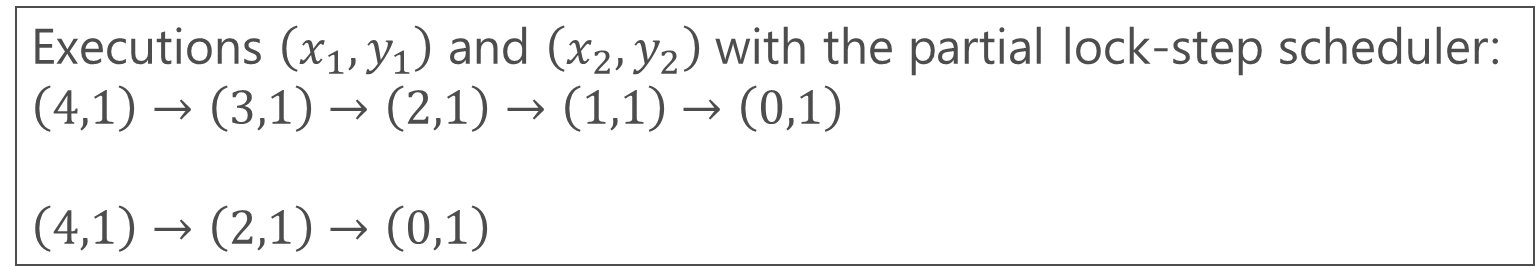 Executions (𝑥₁, 𝑦₁) and (𝑥₂, 𝑦₂) with the partial lock-step scheduler:
(4,1) → (3,1) → (2,1) → (1,1) → (0,1)
(4,1) → (2,1) → (0,1)